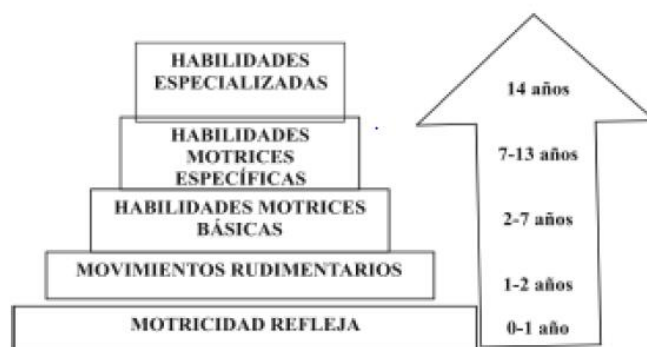 HABILIDADES
ESPECIALIZADAS
14 años
HABILIDADES
MOTRICES
ESPECÍFICAS
7-13 años
HABILIDADES MOTRICES
BÁSICAS
2-7 años
MOVIMIENTOS RUDIMENTARIOS
1-2 años
MOTRICIDAD REFLEJA
0-1 año